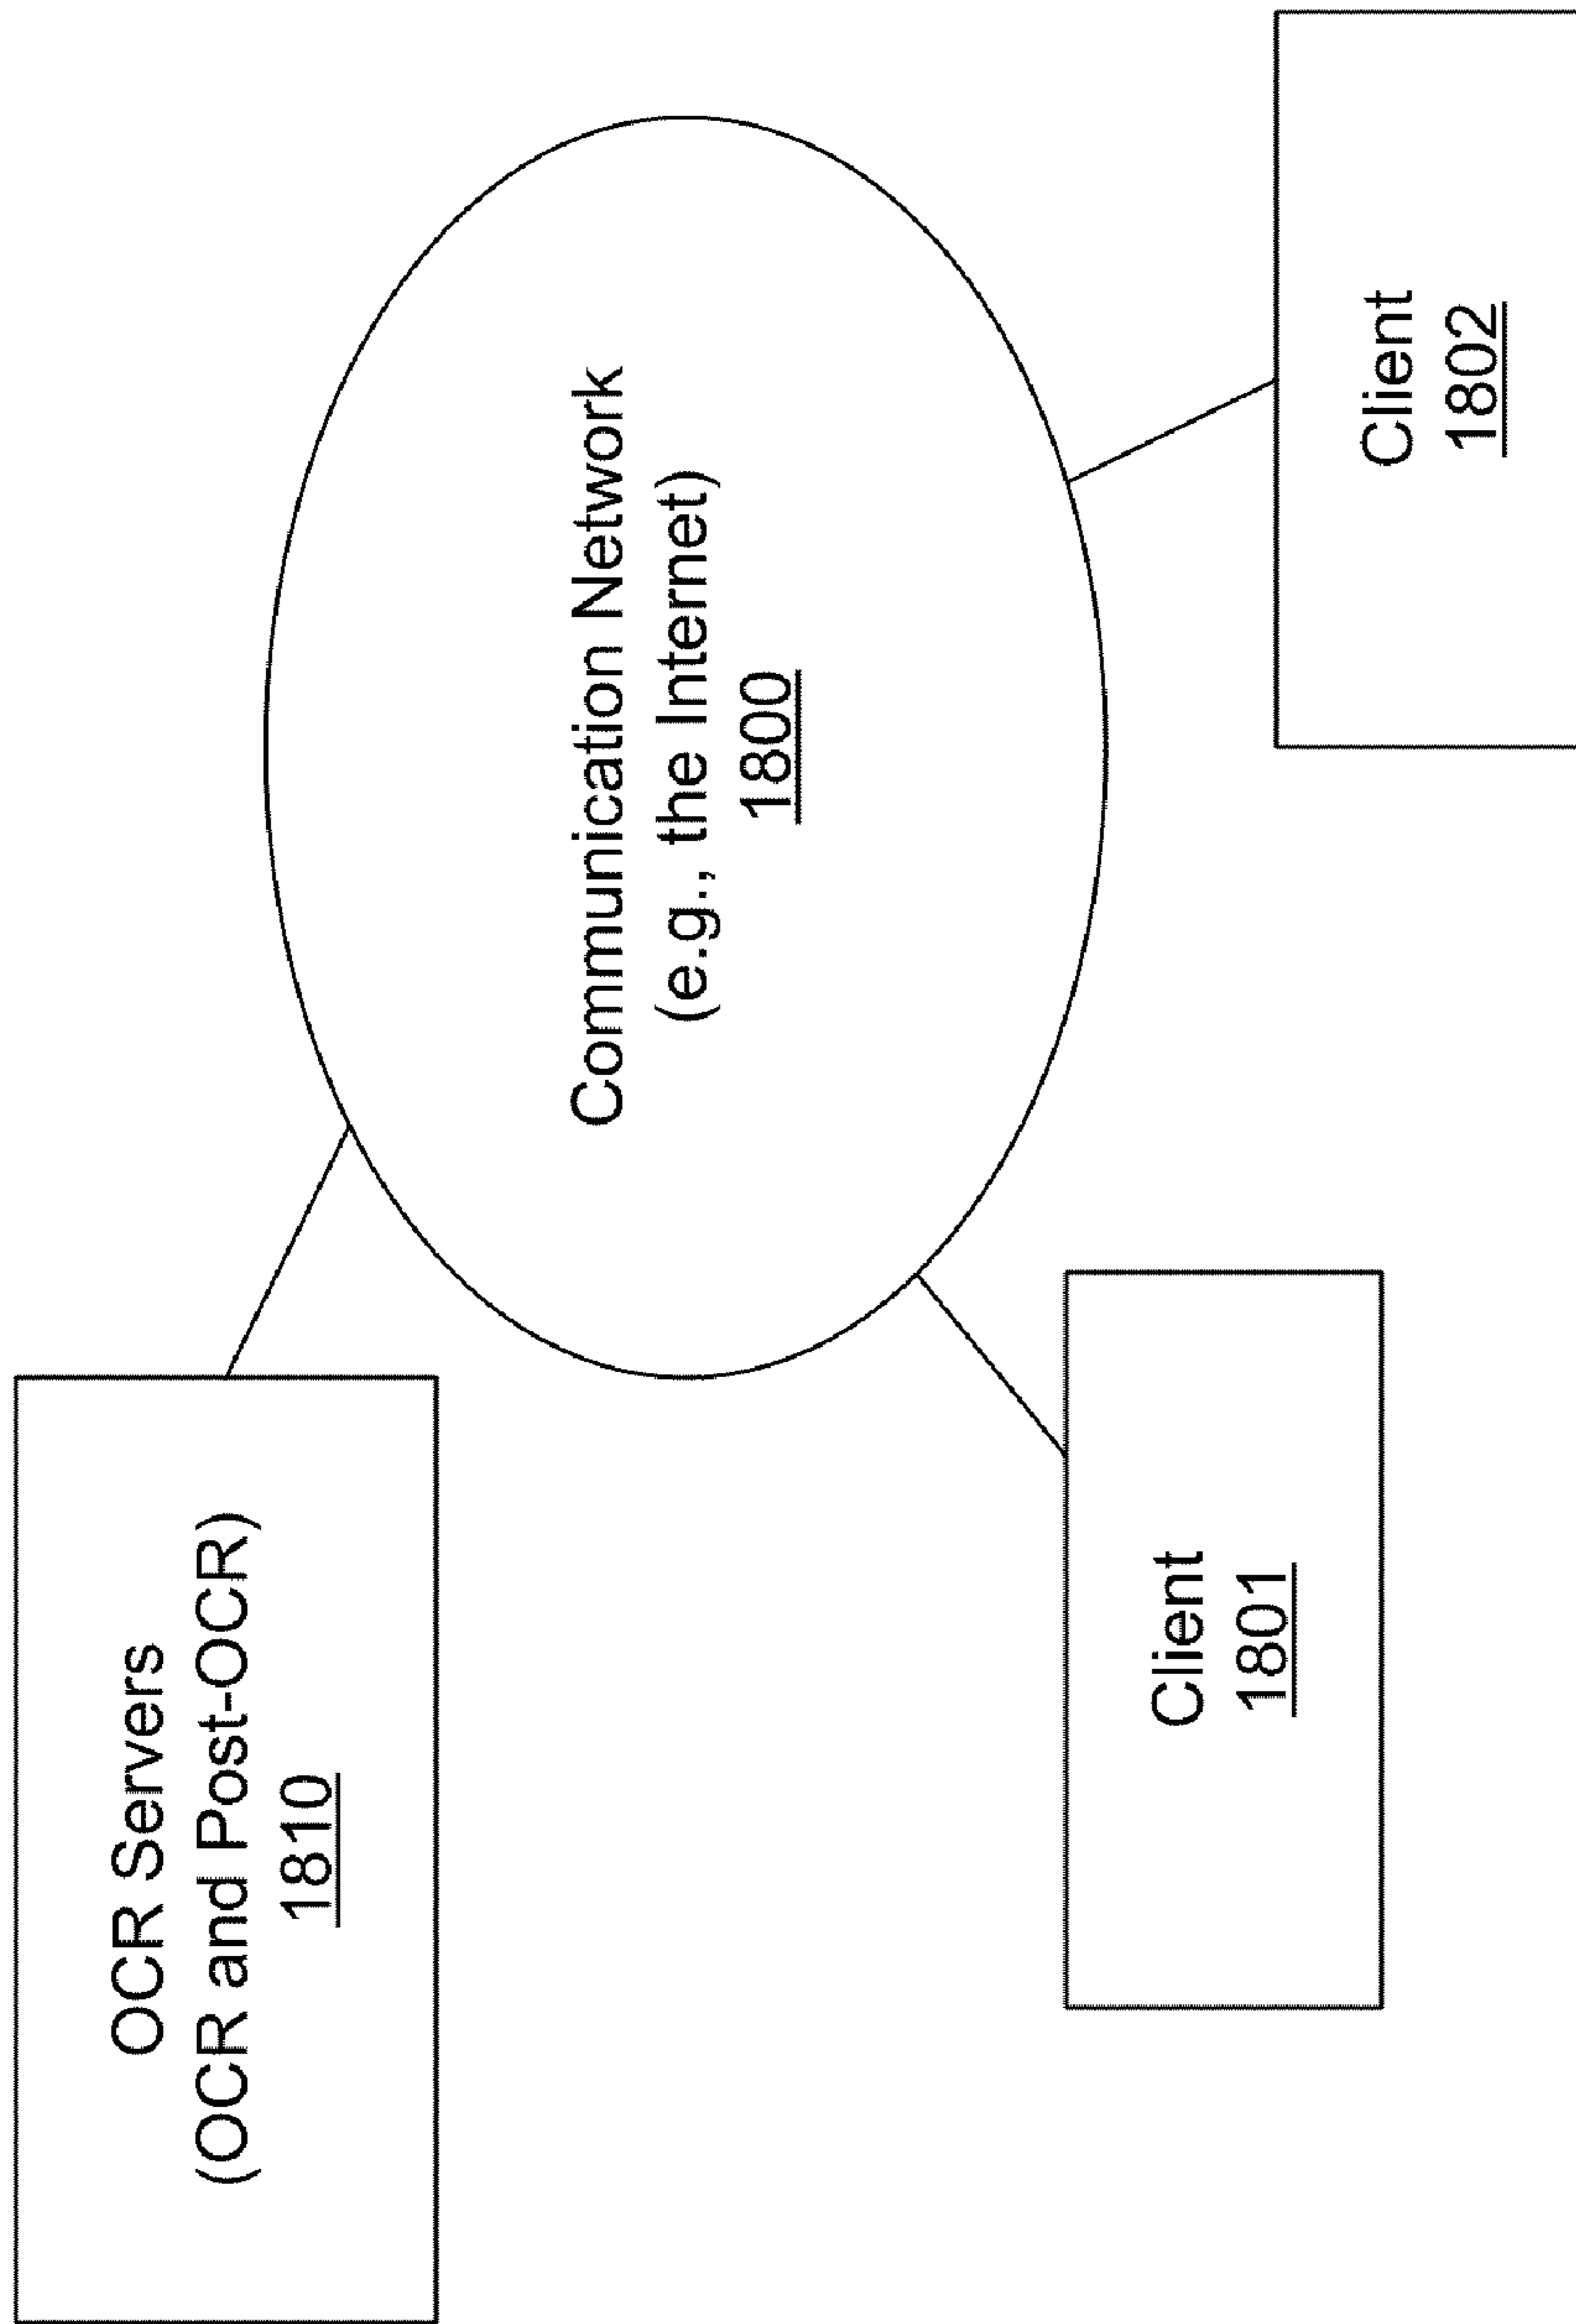 OCR Servers
(OCR and Post-OCR)
1810
Communication Network
(e.g., the Internet)
1800
Client
1801
Client
1802